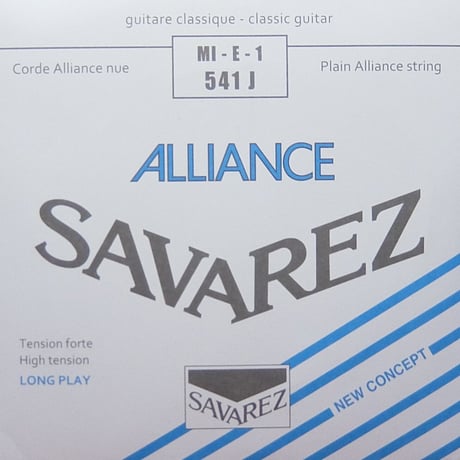 guitare classique - classic guitar
MI - E - 1
541 J
Corde Alliance nue
Plain Alliance string
ALLIANCE
SAVAREZ
Tension forte
High tension
LONG PLAY
SAVAREZ
NEW CONCEPT